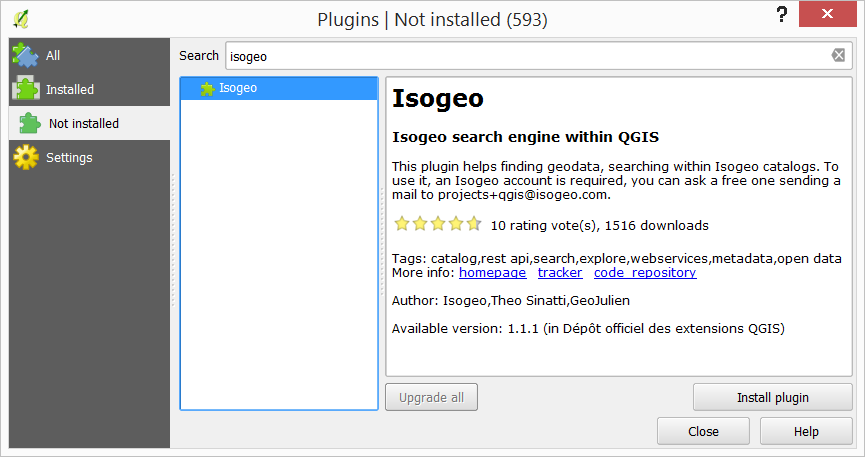 Plugins | Not installed (593)
?
All
Installed
Not installed
Settings
Search isogeo
Isogeo
Isogeo
Isogeo search engine within QGIS
This plugin helps finding geodata, searching within Isogeo catalogs. To
use it, an Isogeo account is required, you can ask a free one sending a
mail to projects+qgis@isogeo.com.
10 rating vote(s), 1516 downloads
Tags: catalog,rest api,search,explore,webservices,metadata,open data
More info: homepage tracker code_repository
Author: Isogeo,Theo Sinatti,GeoJulien
Available version: 1.1.1 (in Dépôt officiel des extensions QGIS)
Upgrade all
Install plugin
Close
Help